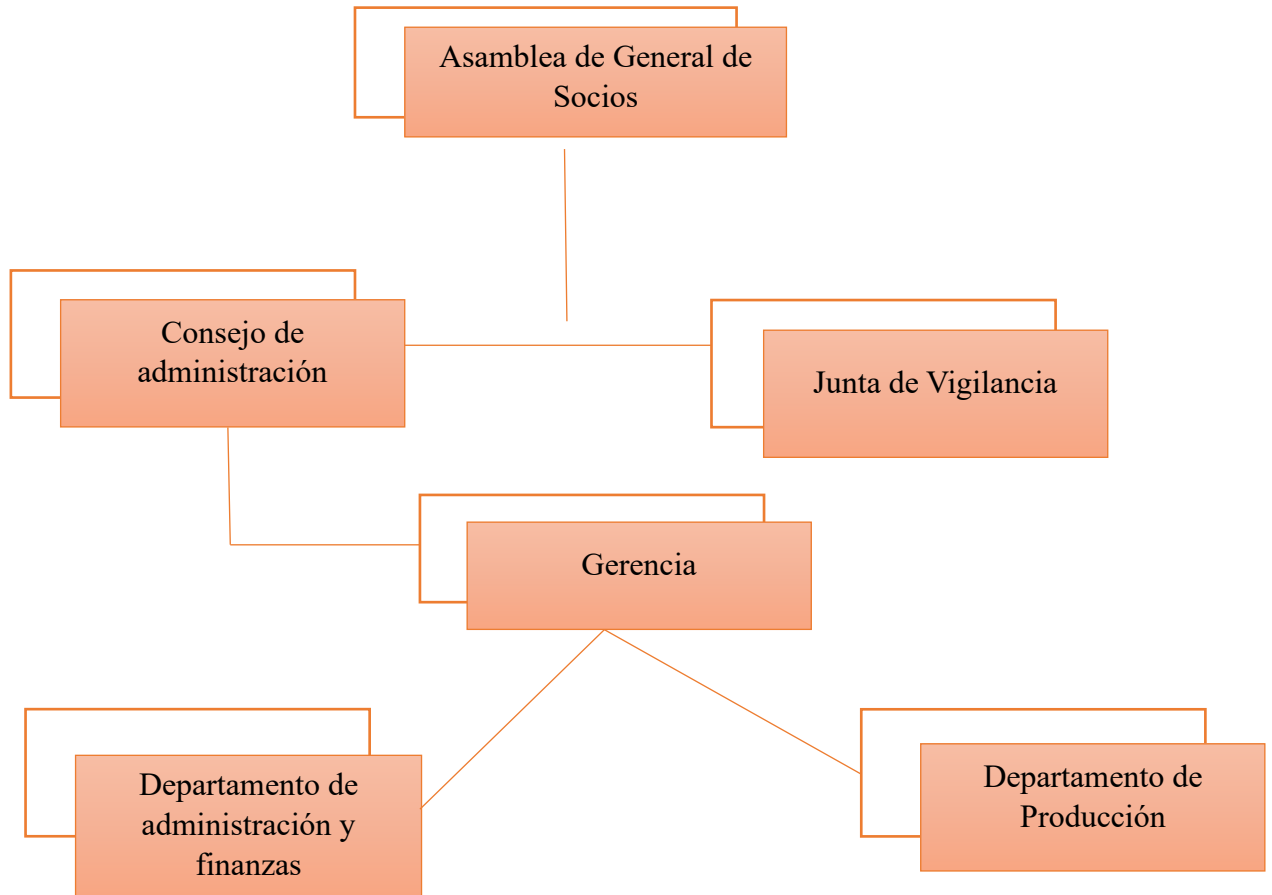 Asamblea de General de
Socios
Consejo de
administración
Junta de Vigilancia
Gerencia
Departamento de
administración y
finanzas
Departamento de
Producción